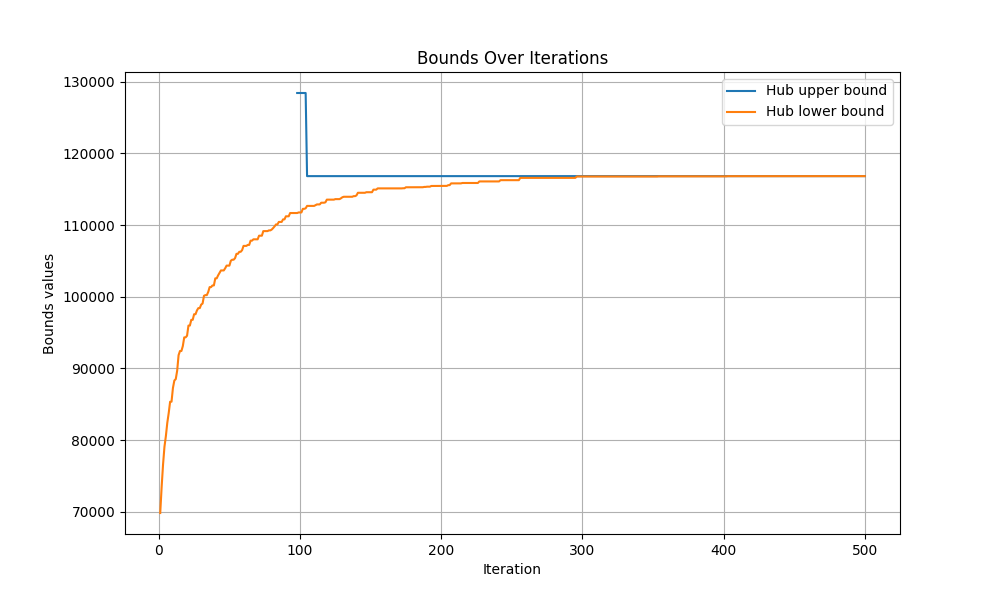 Bounds Over Iterations
130000
120000
110000
100000
90000
80000
70000
Bounds values
0
100
200
300
400
500
Iteration
Hub upper bound
Hub lower bound